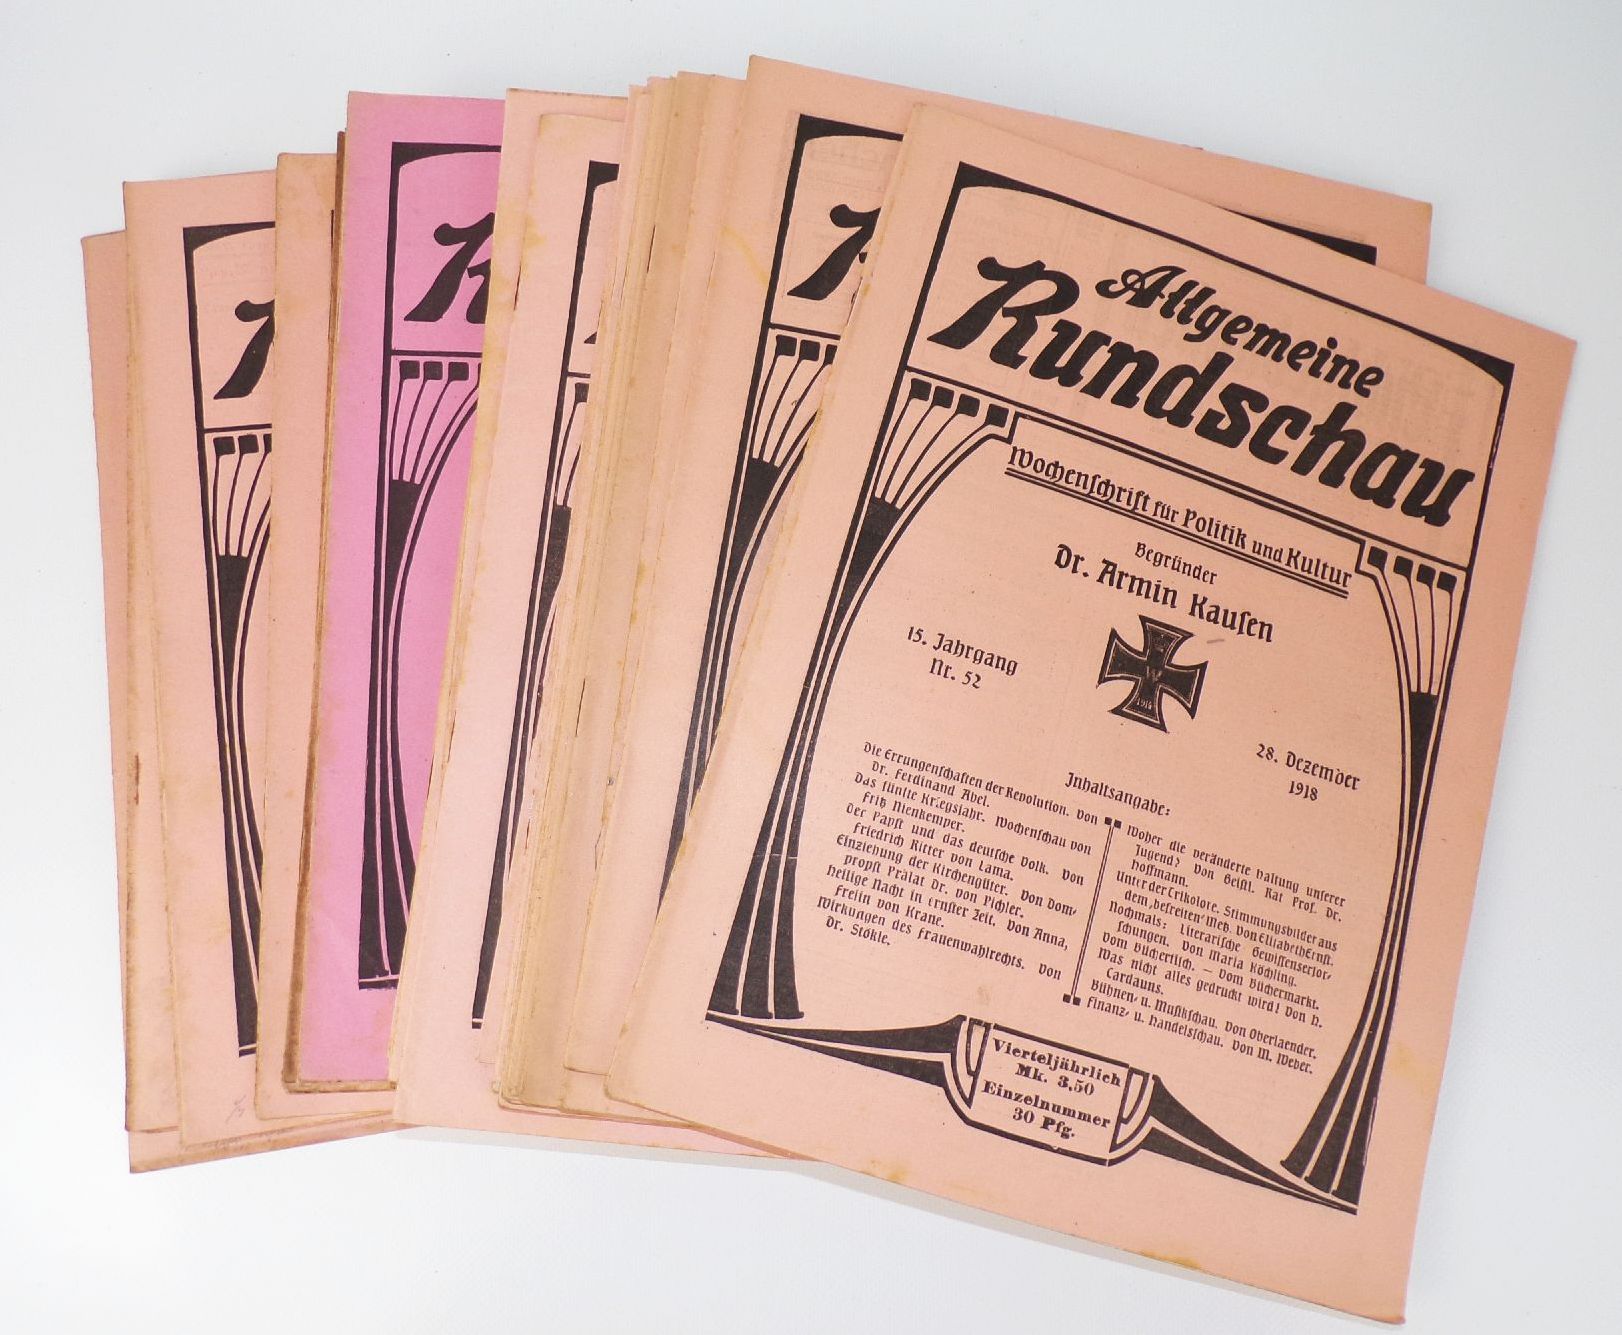 Allgemeine
Rundschau
Wochenschrift für Politik und Kultur
Begründer
Dr. Armin Kausen
15. Jahrgang
Nr. 52
W
1914
28. Dezember
1918
Inhaltsangabe:
Die Errungenschaften der Revolution. Von
Dr. Ferdinand Abel.
Das fünfte Kriegsjahr. Wochenschau von
Fritz Nienkemper.
Der Papst und das deutsche Volk. Von
Friedrich Ritter von Lama.
Einziehung der Kirchengüter. Von Dom-
propst Prälat Dr. von Pichler.
Heilige Nacht in ernster Zeit. Von Anna,
Freiin von Krane.
Wirkungen des Frauenwahlrechts. Von
Dr. Stökle.
Woher die veränderte Haltung unserer
Jugend? Von Geistl. Rat Prof. Dr.
Hoffmann.
Unter der Trikolore. Stimmungsbilder aus
dem „befreiten“ Metz. Von Elisabeth Ernst.
Nochmals: Literarische Gewissenserfor-
schungen. Von Maria Köchling.
Vom Büchertisch. — Vom Büchermarkt.
Was nicht alles gedruckt wird! Von H.
Cardauns.
Bühnen- u. Musikschau. Von Oberlaender.
Finanz- u. Handelsschau. Von M. Weber.
Vierteljährlich
Mk. 3.50
Einzelnummer
30 Pfg.